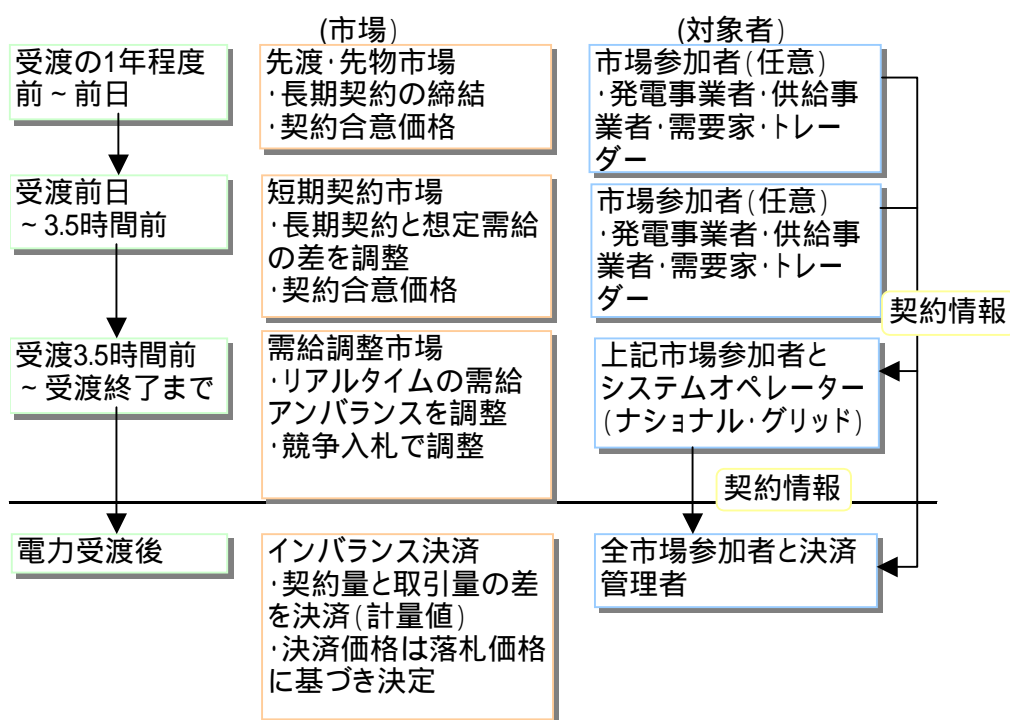 (市場)
(対象者)
受渡の1年程度
前~前日
先渡·先物市場
·長期契約の締結
·契約合意価格
市場参加者(任意)
·発電事業者·供給事
業者·需要家·トレー
ダー
受渡前日
~3.5時間前
短期契約市場
·長期契約と想定需給
の差を調整
·契約合意価格
市場参加者(任意)
·発電事業者·供給事
業者·需要家·トレー
ダー
契約情報
受渡3.5時間前
~受渡終了まで
需給調整市場
·リアルタイムの需給
アンバランスを調整
·競争入札で調整
上記市場参加者と
システムオペレーター
(ナショナル·グリッド)
契約情報
電力受渡後
インバランス決済
·契約量と取引量の差
を決済(計量値)
·決済価格は落札価格
に基づき決定
全市場参加者と決済
管理者